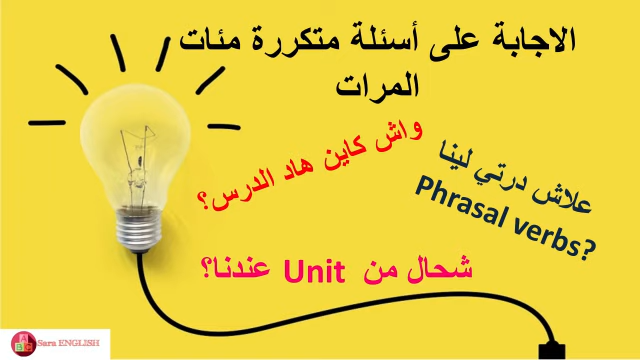 الاجابة على أسئلة متكررة مئات
المرات
واش كاين هاد الدرس؟
علاش درتي لينا
Phrasal verbs?
شحال من Unit عندنا؟
ABC
Sara ENGLISH